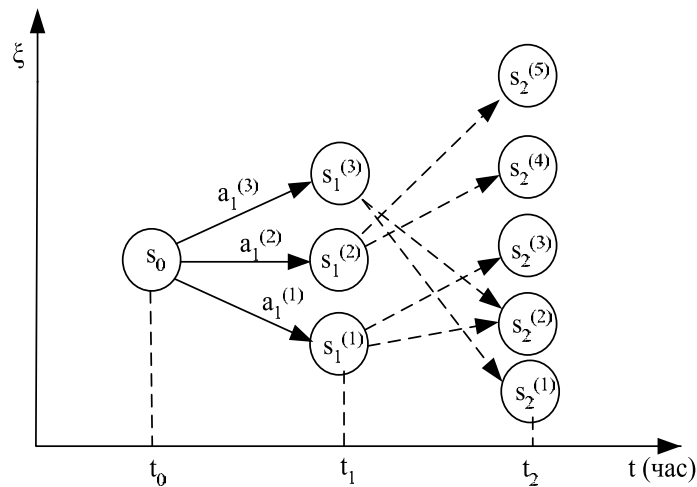 ξ
s₂⁽⁵⁾
s₁⁽³⁾
s₂⁽⁴⁾
a₁⁽³⁾
a₁⁽²⁾
s₀
s₁⁽²⁾
s₂⁽³⁾
a₁⁽¹⁾
s₂⁽²⁾
s₁⁽¹⁾
s₂⁽¹⁾
t₀
t₁
t₂
t (час)